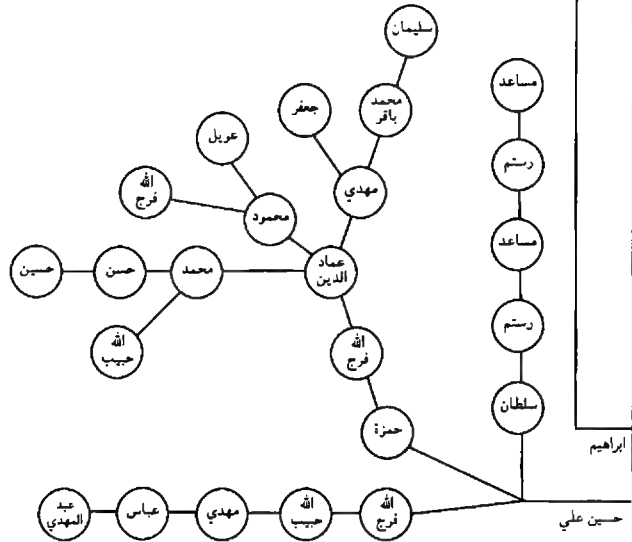 سليمان
مساعد
محمد
باقر
جعفر
عويل
رستم
الله
فرج
مهدي
محمود
مساعد
عماد
الدين
محمد
حسن
حسين
رستم
الله
حبيب
الله
فرج
سلطان
حمزة
ابراهيم
حسين علي
الله
فرج
الله
حبيب
مهدي
عباس
عبد
المهدي